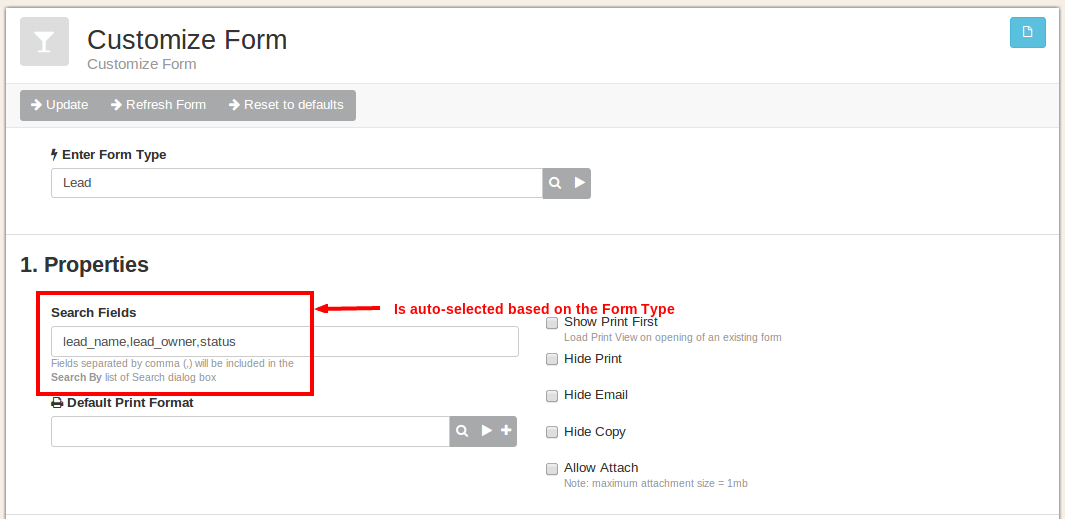 Customize Form
Customize Form
Update Refresh Form Reset to defaults
Enter Form Type
Lead
1. Properties
Is auto-selected based on the Form Type
Search Fields
lead_name,lead_owner,status
Fields separated by comma (,) will be included in the
Search By list of Search dialog box
Default Print Format
Show Print First
Load Print View on opening of an existing form
Hide Print
Hide Email
Hide Copy
Allow Attach
Note: maximum attachment size = 1mb